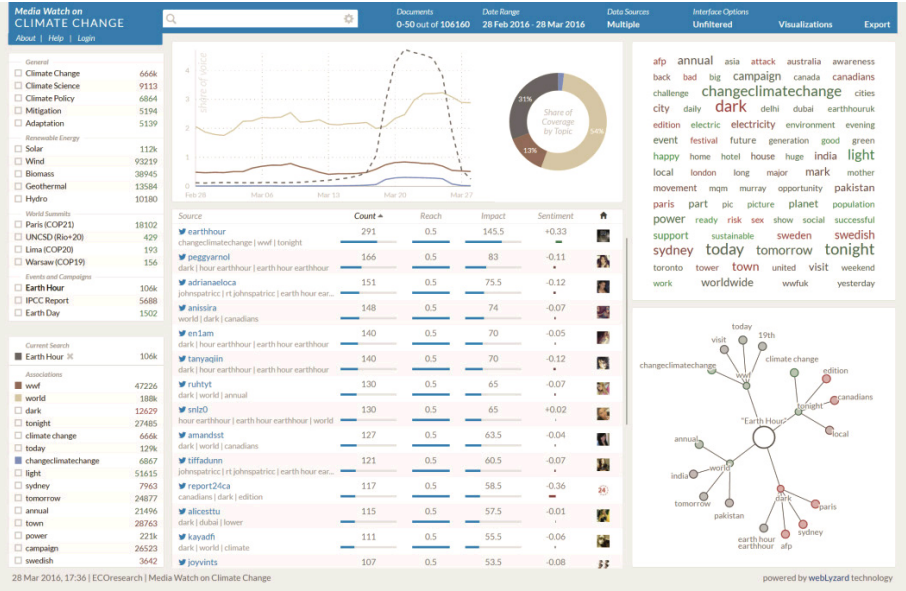 Media Watch on
CLIMATE CHANGE
About | Help | Login
Documents
0-50 out of 106160
Date Range
28 Feb 2016 - 28 Mar 2016
Data Sources
Multiple
Interface Options
Unfiltered
Visualizations
Export
General
Climate Change 666k
Climate Science 9113
Climate Policy 6864
Mitigation 5194
Adaptation 5139
Renewable Energy
Solar 112k
Wind 93219
Biomass 38945
Geothermal 13584
Hydro 10180
World Summits
Paris (COP21) 18102
UNCSD (Rio+20) 429
Lima (COP20) 193
Warsaw (COP19) 156
Events and Campaigns
Earth Hour 106k
IPCC Report 5688
Earth Day 1502
Current Search
Earth Hour 106k
Associations
wwf 47226
world 188k
dark 12629
tonight 27485
climate change 666k
today 129k
changeclimatechange 6867
light 51615
sydney 7963
tomorrow 24877
annual 21496
town 28763
power 221k
campaign 26523
swedish 3642
share of voice
4
3
2
1
0
Feb 28
Mar 06
Mar 13
Mar 20
Mar 27
31%
13%
54%
Share of
Coverage
by Topic
Source Count Reach Impact Sentiment
earthhour 291 0.5 145.5 +0.33
changeclimatechange | wwf | tonight
peggyarnol 166 0.5 83 -0.11
dark | hour earthhour | earth hour earthhour
adrianaeloca 151 0.5 75.5 -0.12
johnspatricc | rt johnspatricc | earth hour ear...
anissira 148 0.5 74 -0.07
world | dark | canadians
en1am 140 0.5 70 -0.05
dark | hour earthhour | earth hour earthhour
tanyaqiin 140 0.5 70 -0.12
dark | hour earthhour | earth hour earthhour
ruhtyt 130 0.5 65 -0.07
dark | world | annual
snlz0 130 0.5 65 +0.02
hour earthhour | earth hour earthhour | world
amandsst 127 0.5 63.5 -0.04
dark | world | canadians
tiffadunn 121 0.5 60.5 -0.07
johnspatricc | rt johnspatricc | earth hour ear...
report24ca 117 0.5 58.5 -0.36
canadians | dark | edition
24
alicesttu 115 0.5 57.5 -0.01
dark | dubai | lower
kayadfi 111 0.5 55.5 -0.06
dark | world | climate
joyvints 107 0.5 53.5 -0.08
afp annual asia attack australia awareness
back bad big campaign canada canadians
challenge changeclimatechange cities
city daily dark delhi dubai earthhouruk
edition electric electricity environment evening
event festival future generation good green
happy home hotel house huge india light
local london long major mark mother
movement mqm murray opportunity pakistan
paris part pic picture planet population
power ready risk sex show social successful
support sustainable sweden swedish
sydney today tomorrow tonight
toronto tower town united visit weekend
work worldwide wwfuk yesterday
today
visit
19th
changeclimatechange
wwf
climate change
edition
canadians
tonight
local
"Earth Hour"
annual
world
india
tomorrow
pakistan
dark
paris
sydney
earth hour
earthhour
afp
28 Mar 2016, 17:36 | ECOresearch | Media Watch on Climate Change
powered by webLyzard technology